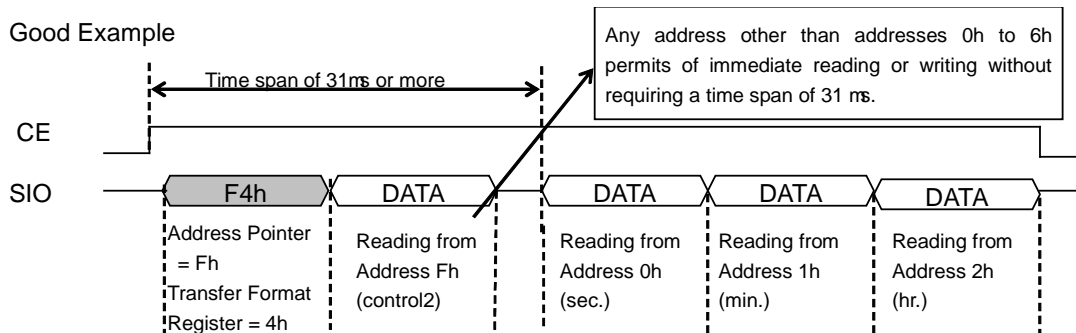 Good Example
Any address other than addresses 0h to 6h
permits of immediate reading or writing without
requiring a time span of 31 ms.
Time span of 31ms or more
CE
SIO
F4h
DATA
DATA
DATA
DATA
Address Pointer
= Fh
Transfer Format
Register = 4h
Reading from
Address Fh
(control2)
Reading from
Address 0h
(sec.)
Reading from
Address 1h
(min.)
Reading from
Address 2h
(hr.)